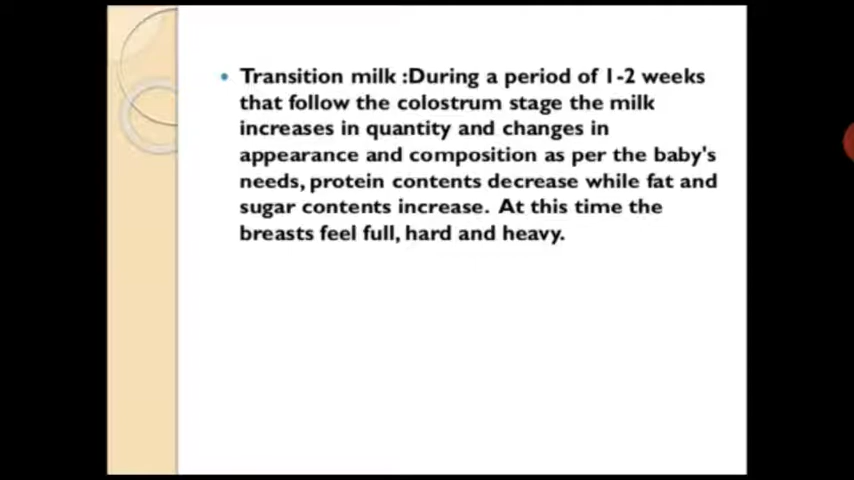 • Transition milk :During a period of 1-2 weeks
that follow the colostrum stage the milk
increases in quantity and changes in
appearance and composition as per the baby's
needs, protein contents decrease while fat and
sugar contents increase. At this time the
breasts feel full, hard and heavy.